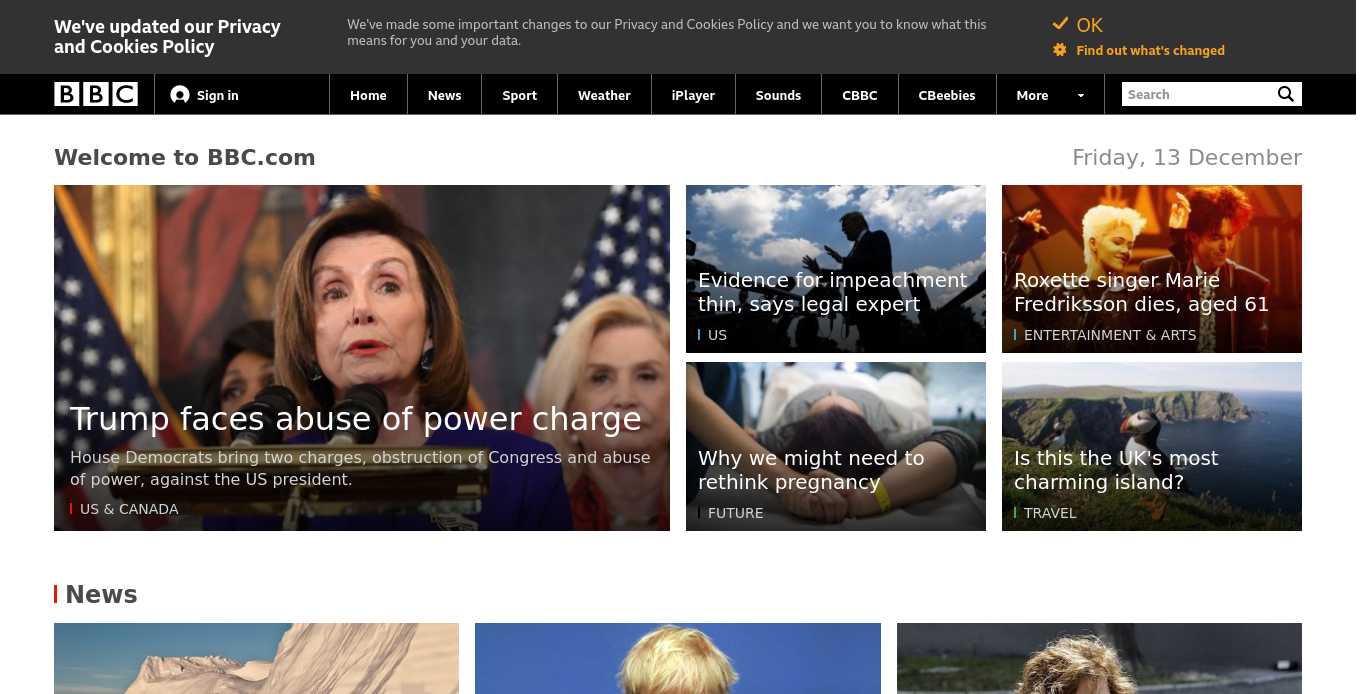 We've updated our Privacy
and Cookies Policy
We've made some important changes to our Privacy and Cookies Policy and we want you to know what this
means for you and your data.
OK
Find out what's changed
BBC
Sign in
Home
News
Sport
Weather
iPlayer
Sounds
CBBC
CBeebies
More
Search
Welcome to BBC.com
Friday, 13 December
Trump faces abuse of power charge
House Democrats bring two charges, obstruction of Congress and abuse
of power, against the US president.
US & CANADA
Evidence for impeachment
thin, says legal expert
US
Roxette singer Marie
Fredriksson dies, aged 61
ENTERTAINMENT & ARTS
Why we might need to
rethink pregnancy
FUTURE
Is this the UK's most
charming island?
TRAVEL
News